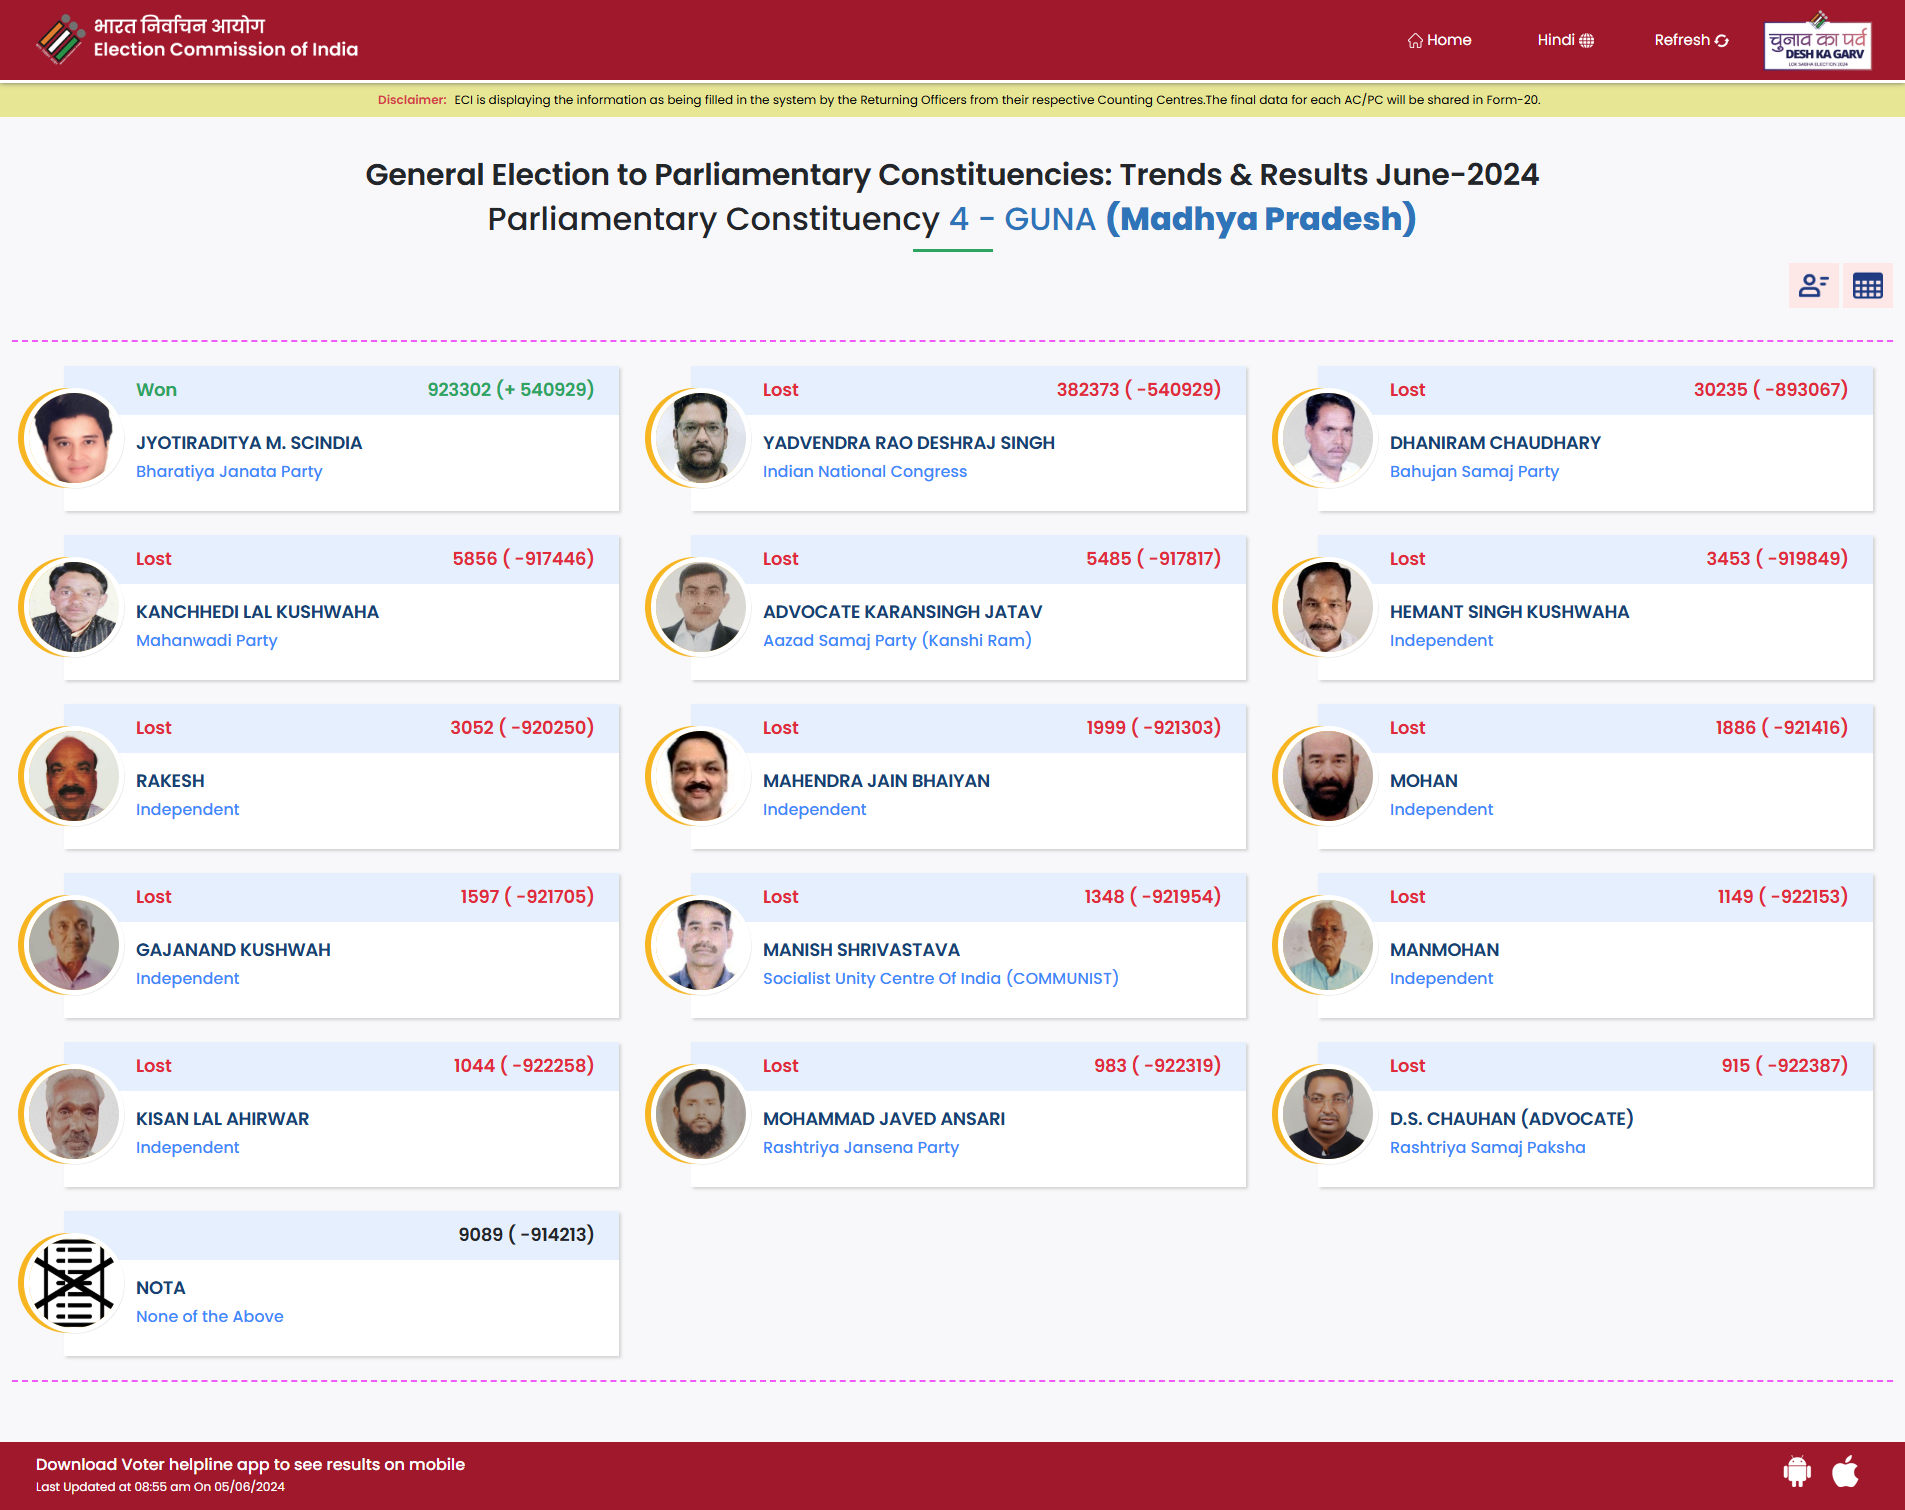 भारत निर्वाचन आयोग
Election Commission of India
Home
Hindi
Refresh
चुनाव का पर्व
DESH KA GARV
LOK SABHA ELECTION 2024
Disclaimer: ECI is displaying the information as being filled in the system by the Returning Officers from their respective Counting Centres.The final data for each AC/PC will be shared in Form-20.
General Election to Parliamentary Constituencies: Trends & Results June-2024
Parliamentary Constituency 4 - GUNA (Madhya Pradesh)
Won 923302 (+ 540929)
JYOTIRADITYA M. SCINDIA
Bharatiya Janata Party
Lost 382373 ( -540929)
YADVENDRA RAO DESHRAJ SINGH
Indian National Congress
Lost 30235 ( -893067)
DHANIRAM CHAUDHARY
Bahujan Samaj Party
Lost 5856 ( -917446)
KANCHHEDI LAL KUSHWAHA
Mahanwadi Party
Lost 5485 ( -917817)
ADVOCATE KARANSINGH JATAV
Aazad Samaj Party (Kanshi Ram)
Lost 3453 ( -919849)
HEMANT SINGH KUSHWAHA
Independent
Lost 3052 ( -920250)
RAKESH
Independent
Lost 1999 ( -921303)
MAHENDRA JAIN BHAIYAN
Independent
Lost 1886 ( -921416)
MOHAN
Independent
Lost 1597 ( -921705)
GAJANAND KUSHWAH
Independent
Lost 1348 ( -921954)
MANISH SHRIVASTAVA
Socialist Unity Centre Of India (COMMUNIST)
Lost 1149 ( -922153)
MANMOHAN
Independent
Lost 1044 ( -922258)
KISAN LAL AHIRWAR
Independent
Lost 983 ( -922319)
MOHAMMAD JAVED ANSARI
Rashtriya Jansena Party
Lost 915 ( -922387)
D.S. CHAUHAN (ADVOCATE)
Rashtriya Samaj Paksha
9089 ( -914213)
NOTA
None of the Above
Download Voter helpline app to see results on mobile
Last Updated at 08:55 am On 05/06/2024